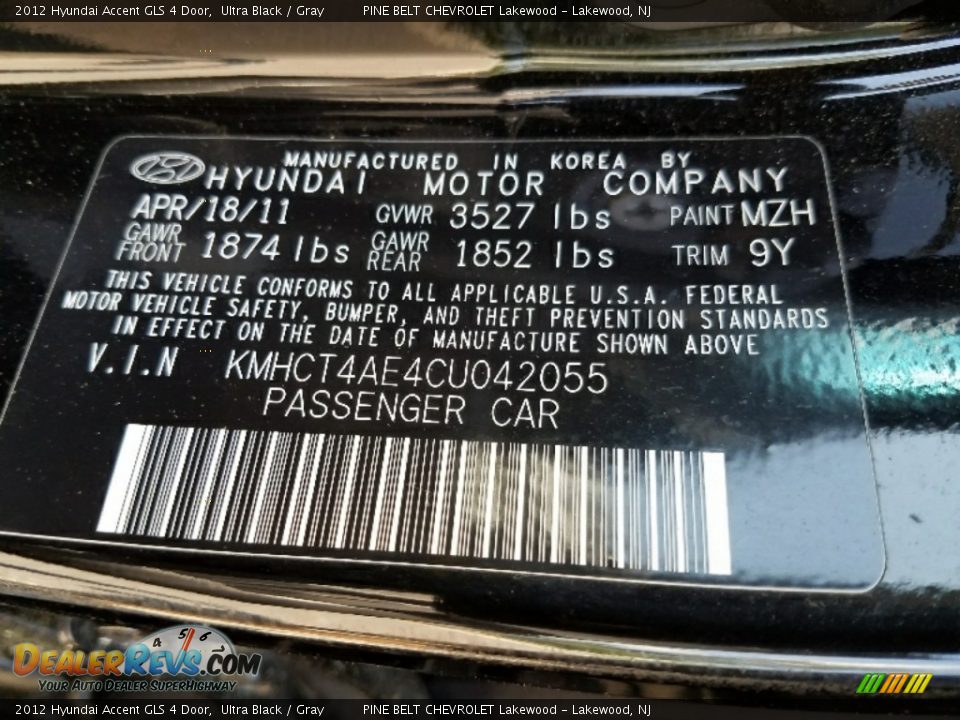 2012 Hyundai Accent GLS 4 Door, Ultra Black / Gray PINE BELT CHEVROLET Lakewood - Lakewood, NJ
MANUFACTURED IN KOREA BY
HYUNDAI MOTOR COMPANY
APR/18/11 GVWR 3527 lbs PAINT MZH
GAWR FRONT 1874 lbs GAWR REAR 1852 lbs TRIM 9Y
THIS VEHICLE CONFORMS TO ALL APPLICABLE U.S.A. FEDERAL
MOTOR VEHICLE SAFETY, BUMPER, AND THEFT PREVENTION STANDARDS
IN EFFECT ON THE DATE OF MANUFACTURE SHOWN ABOVE
V.I.N KMHCT4AE4CU042055
PASSENGER CAR
4 5 6
DEALERREVS.COM
YOUR AUTO DEALER SUPERHIGHWAY
2012 Hyundai Accent GLS 4 Door, Ultra Black / Gray PINE BELT CHEVROLET Lakewood - Lakewood, NJ